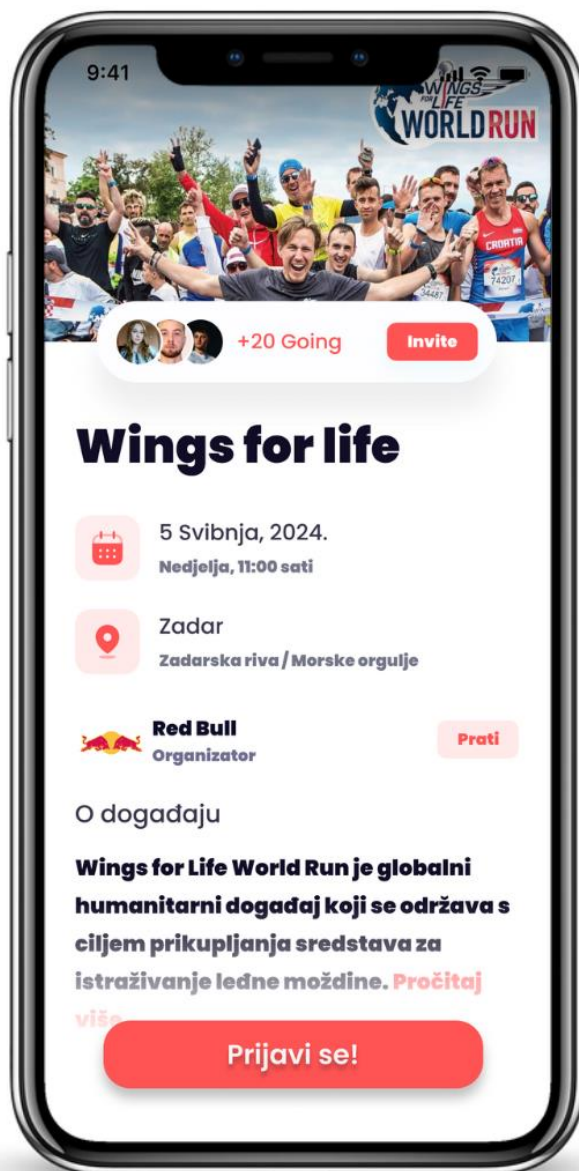 9:41
WINGS
FOR LIFE
WORLD RUN
CROATIA
74207
34487
+20 Going
Invite
Wings for life
5 Svibnja, 2024.
Nedjelja, 11:00 sati
Zadar
Zadarska riva / Morske orgulje
Red Bull
Organizator
Prati
O događaju
Wings for Life World Run je globalni
humanitarni događaj koji se održava s
ciljem prikupljanja sredstava za
istraživanje leđne moždine. Pročitaj
više
Prijavi se!